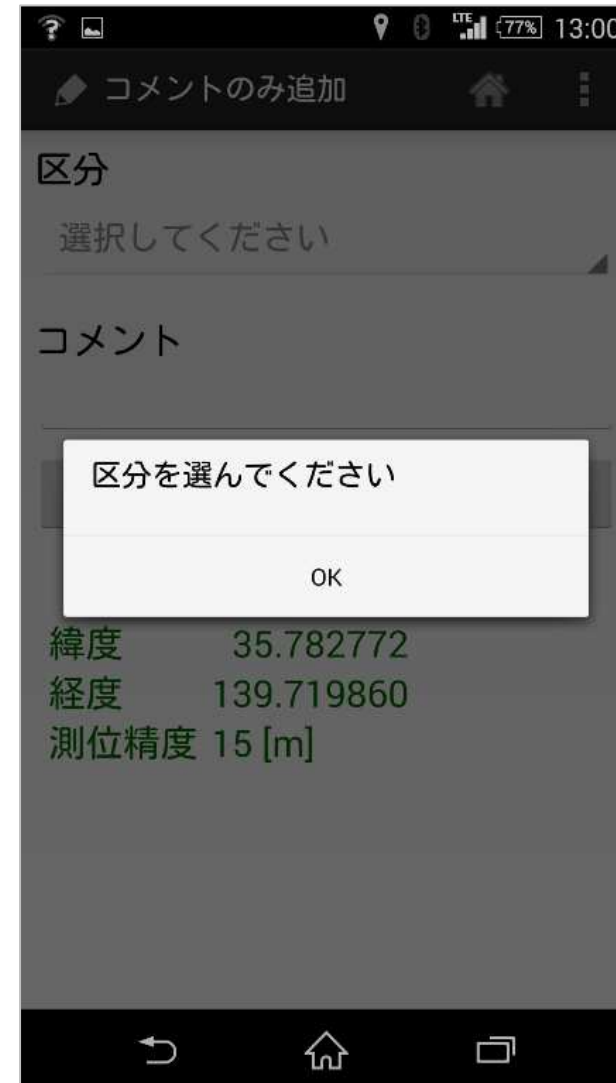 LTE 77% 13:00
コメントのみ追加
区分
選択してください
コメント
区分を選んでください
OK
緯度 35.782772
経度 139.719860
測位精度 15 [m]